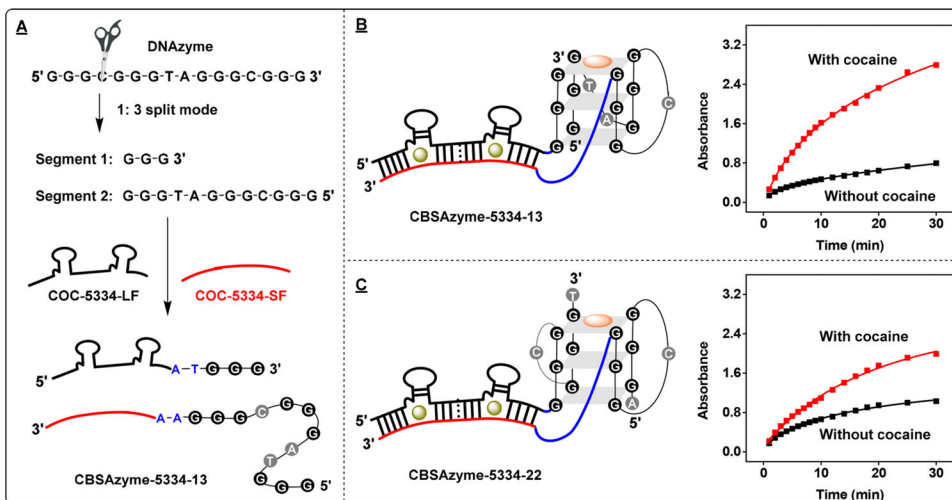 A
DNAzyme
5' G-G-G-C-G-G-G-T-A-G-G-G-C-G-G-G 3'
1: 3 split mode
Segment 1: G-G-G 3'
Segment 2: G-G-G-T-A-G-G-G-C-G-G-G 5'
COC-5334-LF
COC-5334-SF
5' A-T-G-G-G 3'
3' A-A-G-G-G-C-G-G-G-A-T-G-G-G 5'
CBSAzyme-5334-13
B
3' G G G G
T
G G G G
C
A
G 5' G G G
5'
3'
CBSAzyme-5334-13
With cocaine
Without cocaine
Absorbance
3.2
2.4
1.6
0.8
0.0
0 10 20 30
Time (min)
C
3'
T
G G G G
C C
G G G G
G G G G
A
5'
5'
3'
CBSAzyme-5334-22
With cocaine
Without cocaine
Absorbance
3.2
2.4
1.6
0.8
0.0
0 10 20 30
Time (min)